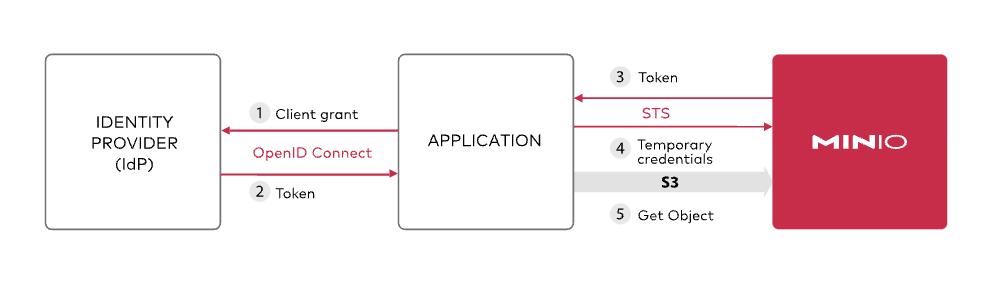 IDENTITY
PROVIDER
(IdP)
1 Client grant
OpenID Connect
2 Token
APPLICATION
3 Token
STS
4 Temporary
credentials
S3
5 Get Object
MINIO